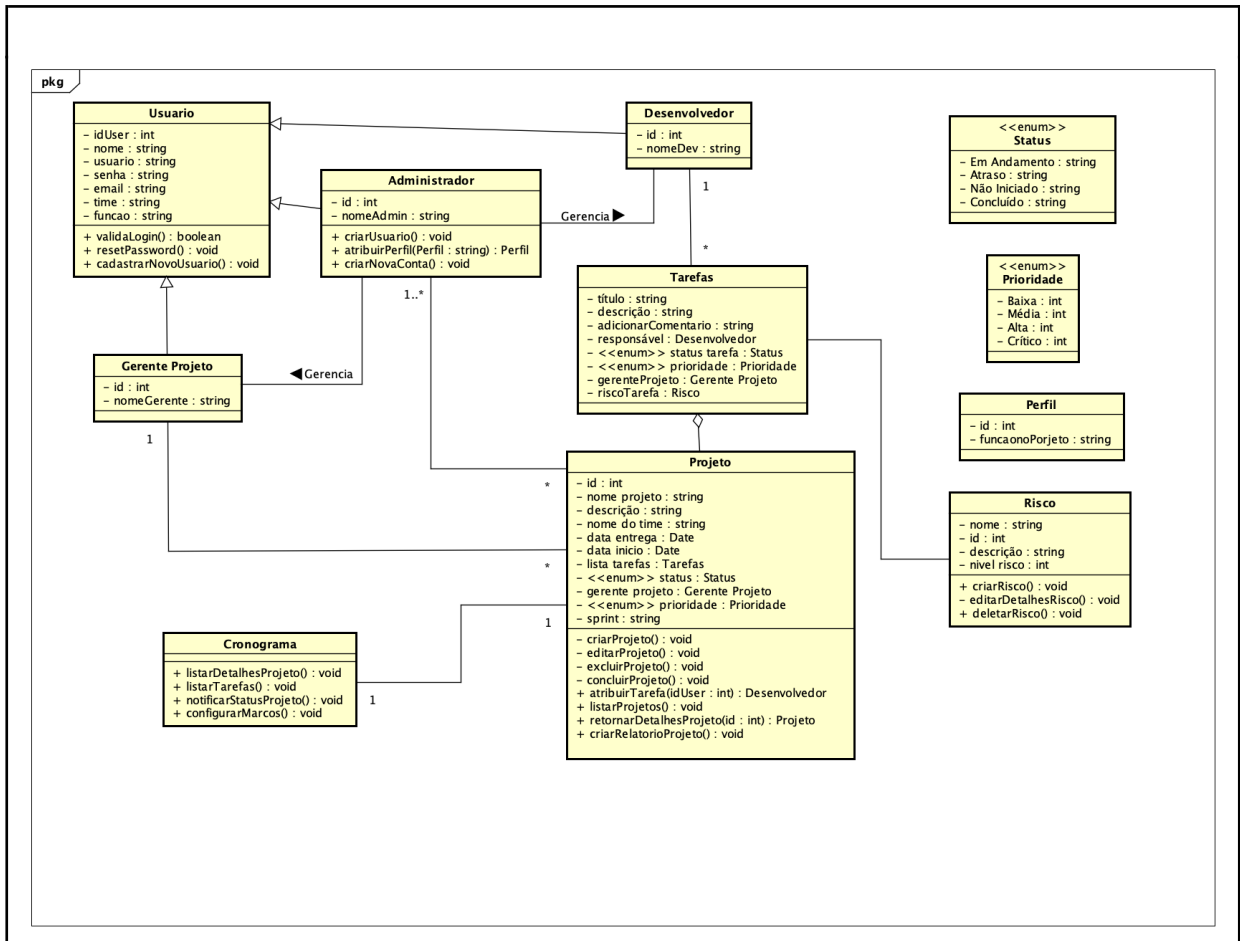 pkg
Usuario
– idUser : int
– nome : string
– usuario : string
– senha : string
– email : string
– time : string
– funcao : string
+ validaLogin() : boolean
+ resetPassword() : void
+ cadastrarNovoUsuario() : void
Administrador
– id : int
– nomeAdmin : string
+ criarUsuario() : void
+ atribuirPerfil(Perfil : string) : Perfil
+ criarNovaConta() : void
Desenvolvedor
– id : int
– nomeDev : string
Gerencia
1
*
1..*
<<enum>>
Status
– Em Andamento : string
– Atraso : string
– Não Iniciado : string
– Concluído : string
<<enum>>
Prioridade
– Baixa : int
– Média : int
– Alta : int
– Crítico : int
Tarefas
– título : string
– descrição : string
– adicionarComentario : string
– responsável : Desenvolvedor
– <<enum>> status tarefa : Status
– <<enum>> prioridade : Prioridade
– gerenteProjeto : Gerente Projeto
– riscoTarefa : Risco
Gerente Projeto
– id : int
– nomeGerente : string
Gerencia
1
*
*
Perfil
– id : int
– funcaonoPorjeto : string
Projeto
– id : int
– nome projeto : string
– descrição : string
– nome do time : string
– data entrega : Date
– data inicio : Date
– lista tarefas : Tarefas
– <<enum>> status : Status
– gerente projeto : Gerente Projeto
– <<enum>> prioridade : Prioridade
– sprint : string
– criarProjeto() : void
– editarProjeto() : void
– excluirProjeto() : void
– concluirProjeto() : void
+ atribuirTarefa(idUser : int) : Desenvolvedor
+ listarProjetos() : void
+ retornarDetalhesProjeto(id : int) : Projeto
+ criarRelatorioProjeto() : void
Risco
– nome : string
– id : int
– descrição : string
– nivel risco : int
+ criarRisco() : void
– editarDetalhesRisco() : void
+ deletarRisco() : void
1
Cronograma
+ listarDetalhesProjeto() : void
+ listarTarefas() : void
+ notificarStatusProjeto() : void
+ configurarMarcos() : void
1